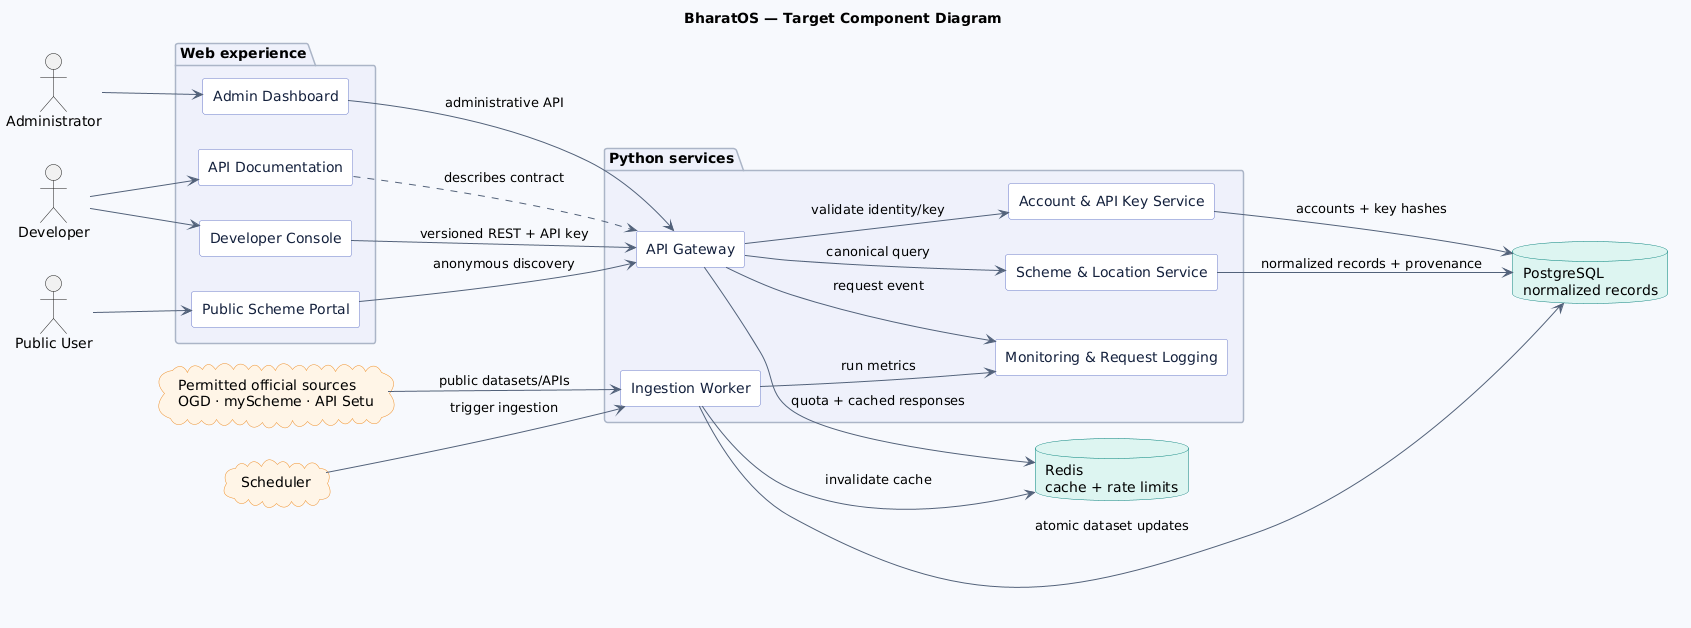 BharatOS — Target Component Diagram
Web experience
Administrator
Admin Dashboard
administrative API
API Documentation
describes contract
Developer
Developer Console
versioned REST + API key
anonymous discovery
Public Scheme Portal
Public User
Python services
API Gateway
validate identity/key
Account & API Key Service
accounts + key hashes
canonical query
Scheme & Location Service
normalized records + provenance
PostgreSQL
normalized records
request event
Monitoring & Request Logging
run metrics
Permitted official sources
OGD · myScheme · API Setu
public datasets/APIs
Ingestion Worker
trigger ingestion
quota + cached responses
Scheduler
Redis
cache + rate limits
invalidate cache
atomic dataset updates